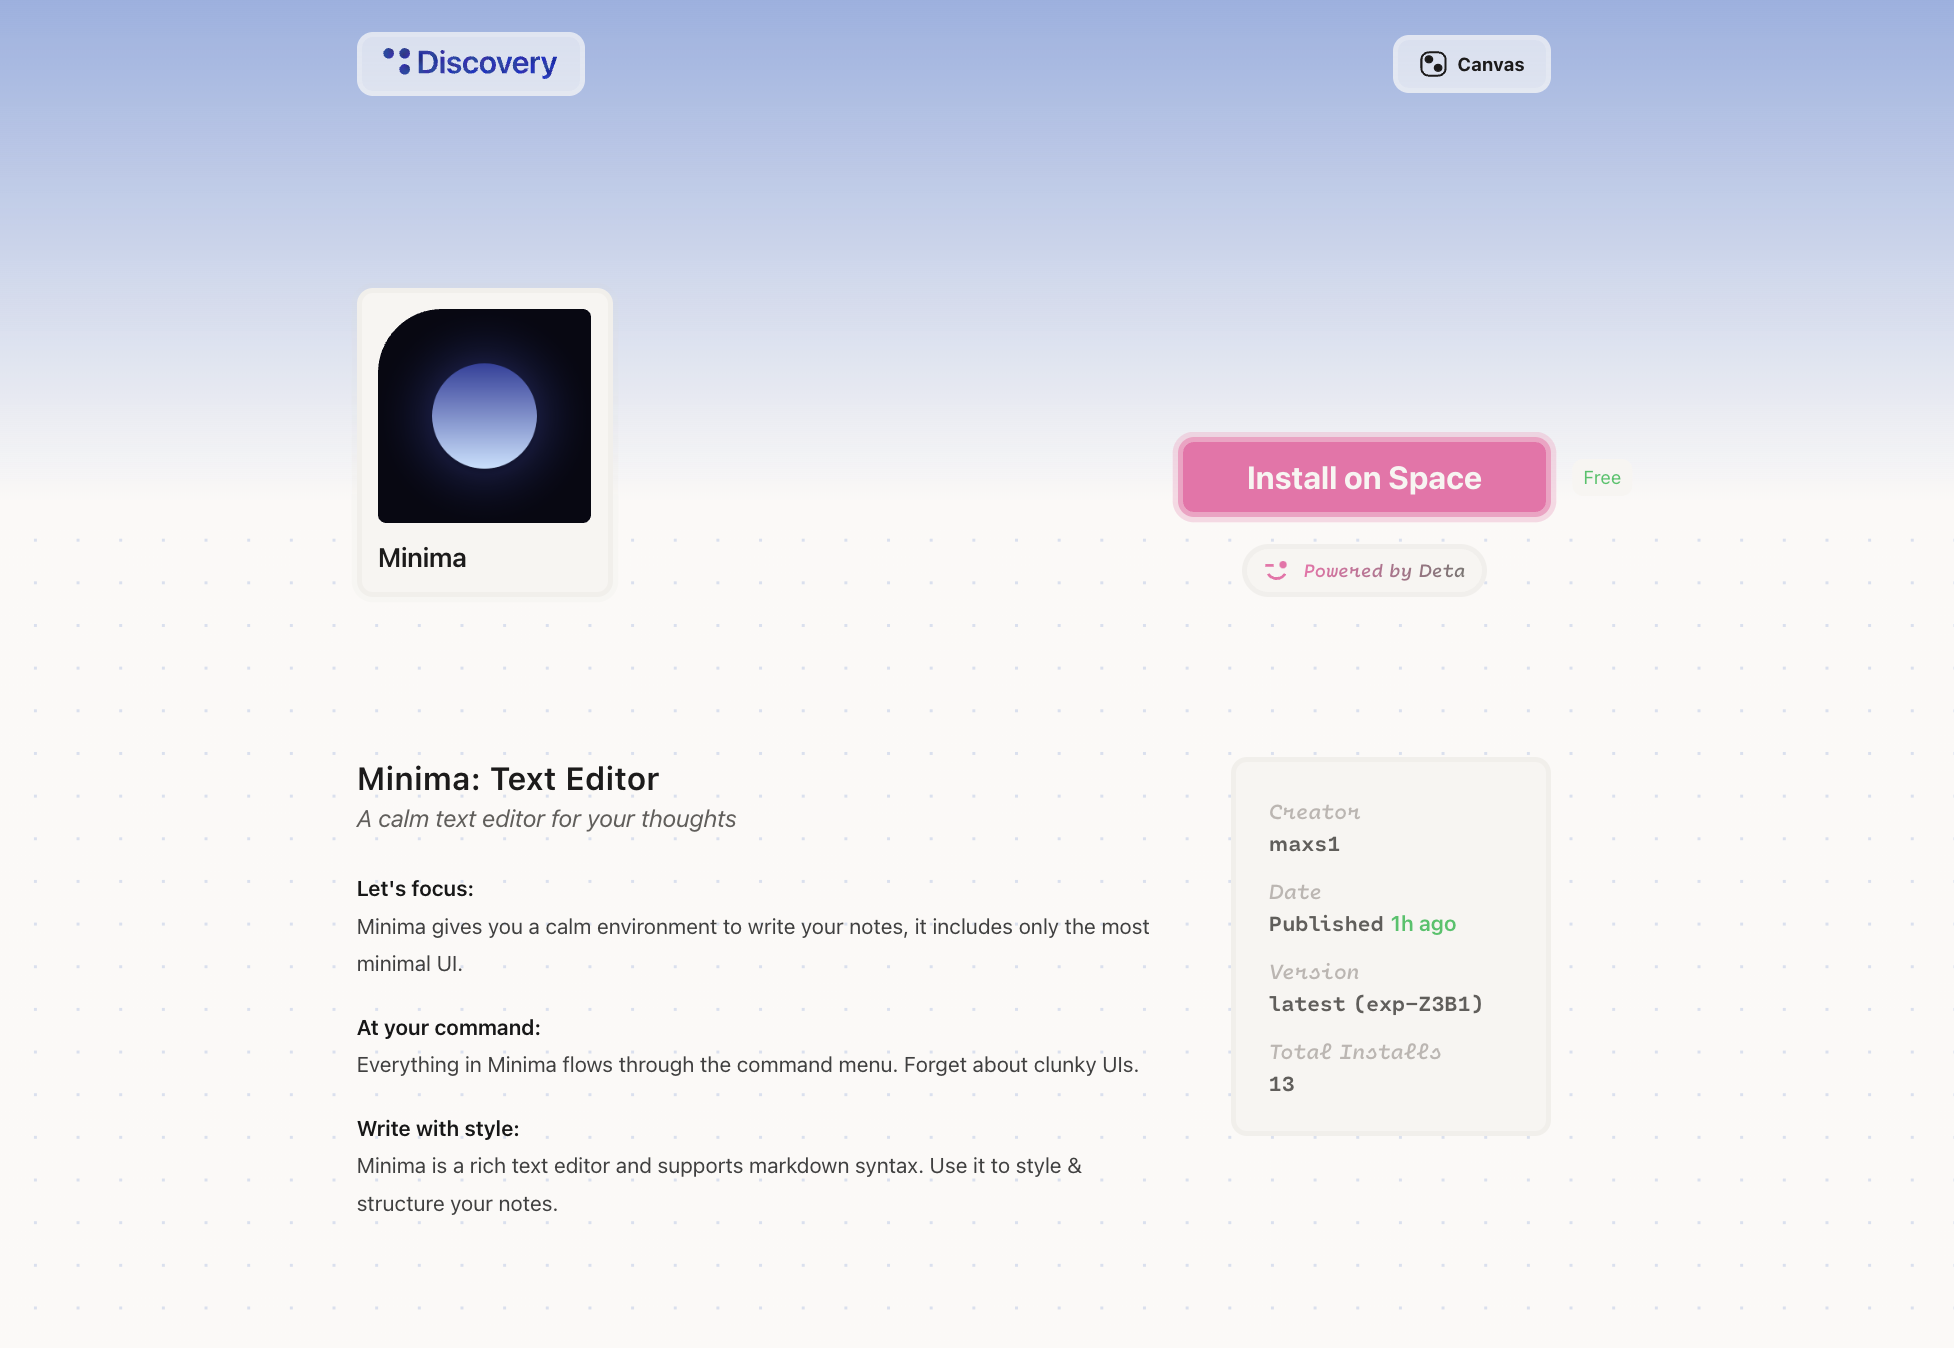 Discovery
Canvas
Minima
Install on Space
Free
Powered by Deta
Minima: Text Editor
A calm text editor for your thoughts
Let's focus:
Minima gives you a calm environment to write your notes, it includes only the most
minimal UI.
At your command:
Everything in Minima flows through the command menu. Forget about clunky UIs.
Write with style:
Minima is a rich text editor and supports markdown syntax. Use it to style &
structure your notes.
Creator
maxs1
Date
Published 1h ago
Version
latest (exp-Z3B1)
Total Installs
13